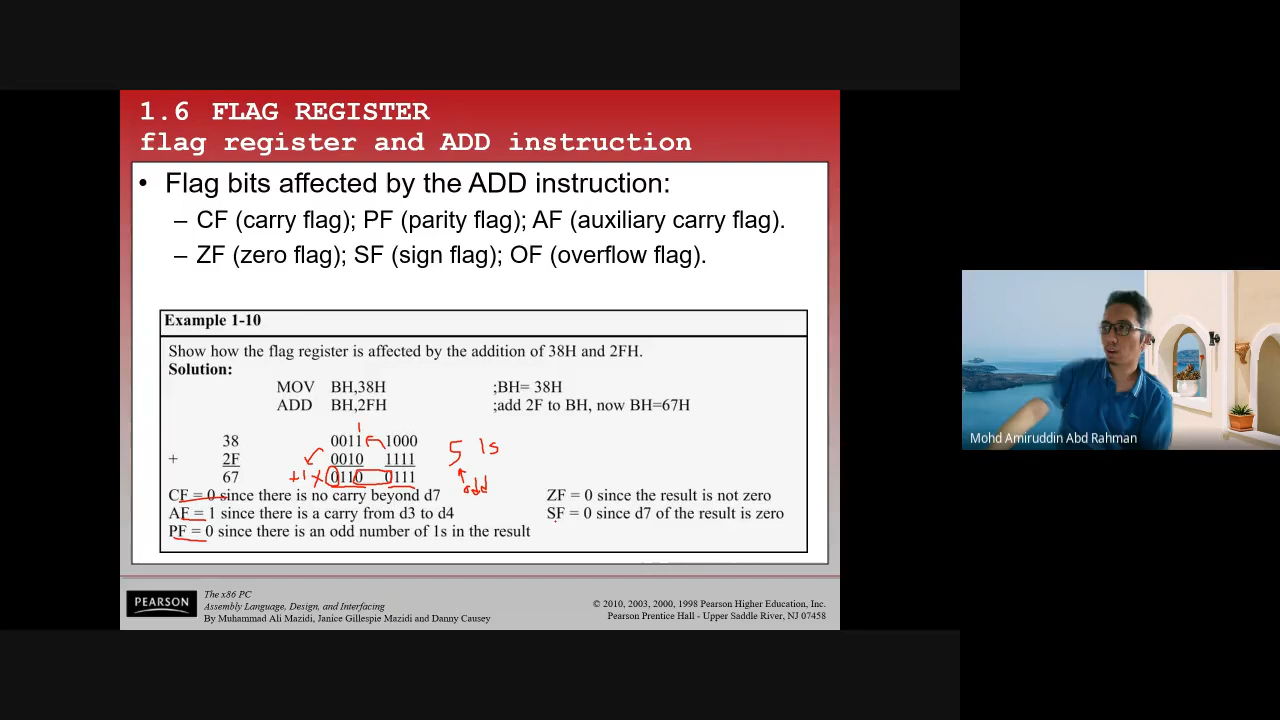 1.6 FLAG REGISTER
flag register and ADD instruction
• Flag bits affected by the ADD instruction:
– CF (carry flag); PF (parity flag); AF (auxiliary carry flag).
– ZF (zero flag); SF (sign flag); OF (overflow flag).
Example 1-10
Show how the flag register is affected by the addition of 38H and 2FH.
Solution:
MOV BH,38H ;BH= 38H
ADD BH,2FH ;add 2F to BH, now BH=67H
1
38 0011 1000
+ 2F 0010 1111
5 1s
67 +1 x 0110 0111
odd
CF = 0 since there is no carry beyond d7 ZF = 0 since the result is not zero
AF = 1 since there is a carry from d3 to d4 SF = 0 since d7 of the result is zero
PF = 0 since there is an odd number of 1s in the result
PEARSON
The x86 PC
Assembly Language, Design, and Interfacing
By Muhammad Ali Mazidi, Janice Gillespie Mazidi and Danny Causey
© 2010, 2003, 2000, 1998 Pearson Higher Education, Inc.
Pearson Prentice Hall - Upper Saddle River, NJ 07458
Mohd Amiruddin Abd Rahman